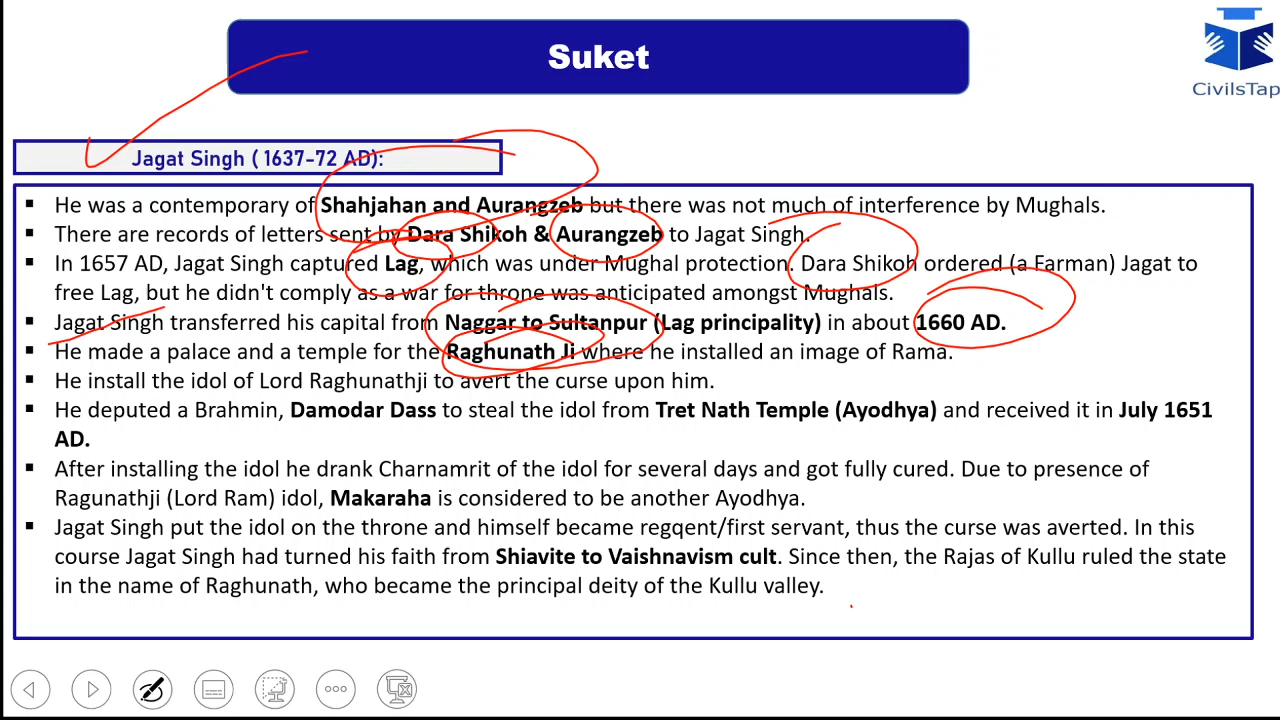 Suket
CivilsTap
Jagat Singh ( 1637-72 AD):
▪ He was a contemporary of Shahjahan and Aurangzeb but there was not much of interference by Mughals.
▪ There are records of letters sent by Dara Shikoh & Aurangzeb to Jagat Singh.
▪ In 1657 AD, Jagat Singh captured Lag, which was under Mughal protection. Dara Shikoh ordered (a Farman) Jagat to
free Lag, but he didn't comply as a war for throne was anticipated amongst Mughals.
▪ Jagat Singh transferred his capital from Naggar to Sultanpur (Lag principality) in about 1660 AD.
▪ He made a palace and a temple for the Raghunath Ji where he installed an image of Rama.
▪ He install the idol of Lord Raghunathji to avert the curse upon him.
▪ He deputed a Brahmin, Damodar Dass to steal the idol from Tret Nath Temple (Ayodhya) and received it in July 1651
AD.
▪ After installing the idol he drank Charnamrit of the idol for several days and got fully cured. Due to presence of
Ragunathji (Lord Ram) idol, Makaraha is considered to be another Ayodhya.
▪ Jagat Singh put the idol on the throne and himself became regqent/first servant, thus the curse was averted. In this
course Jagat Singh had turned his faith from Shiavite to Vaishnavism cult. Since then, the Rajas of Kullu ruled the state
in the name of Raghunath, who became the principal deity of the Kullu valley.